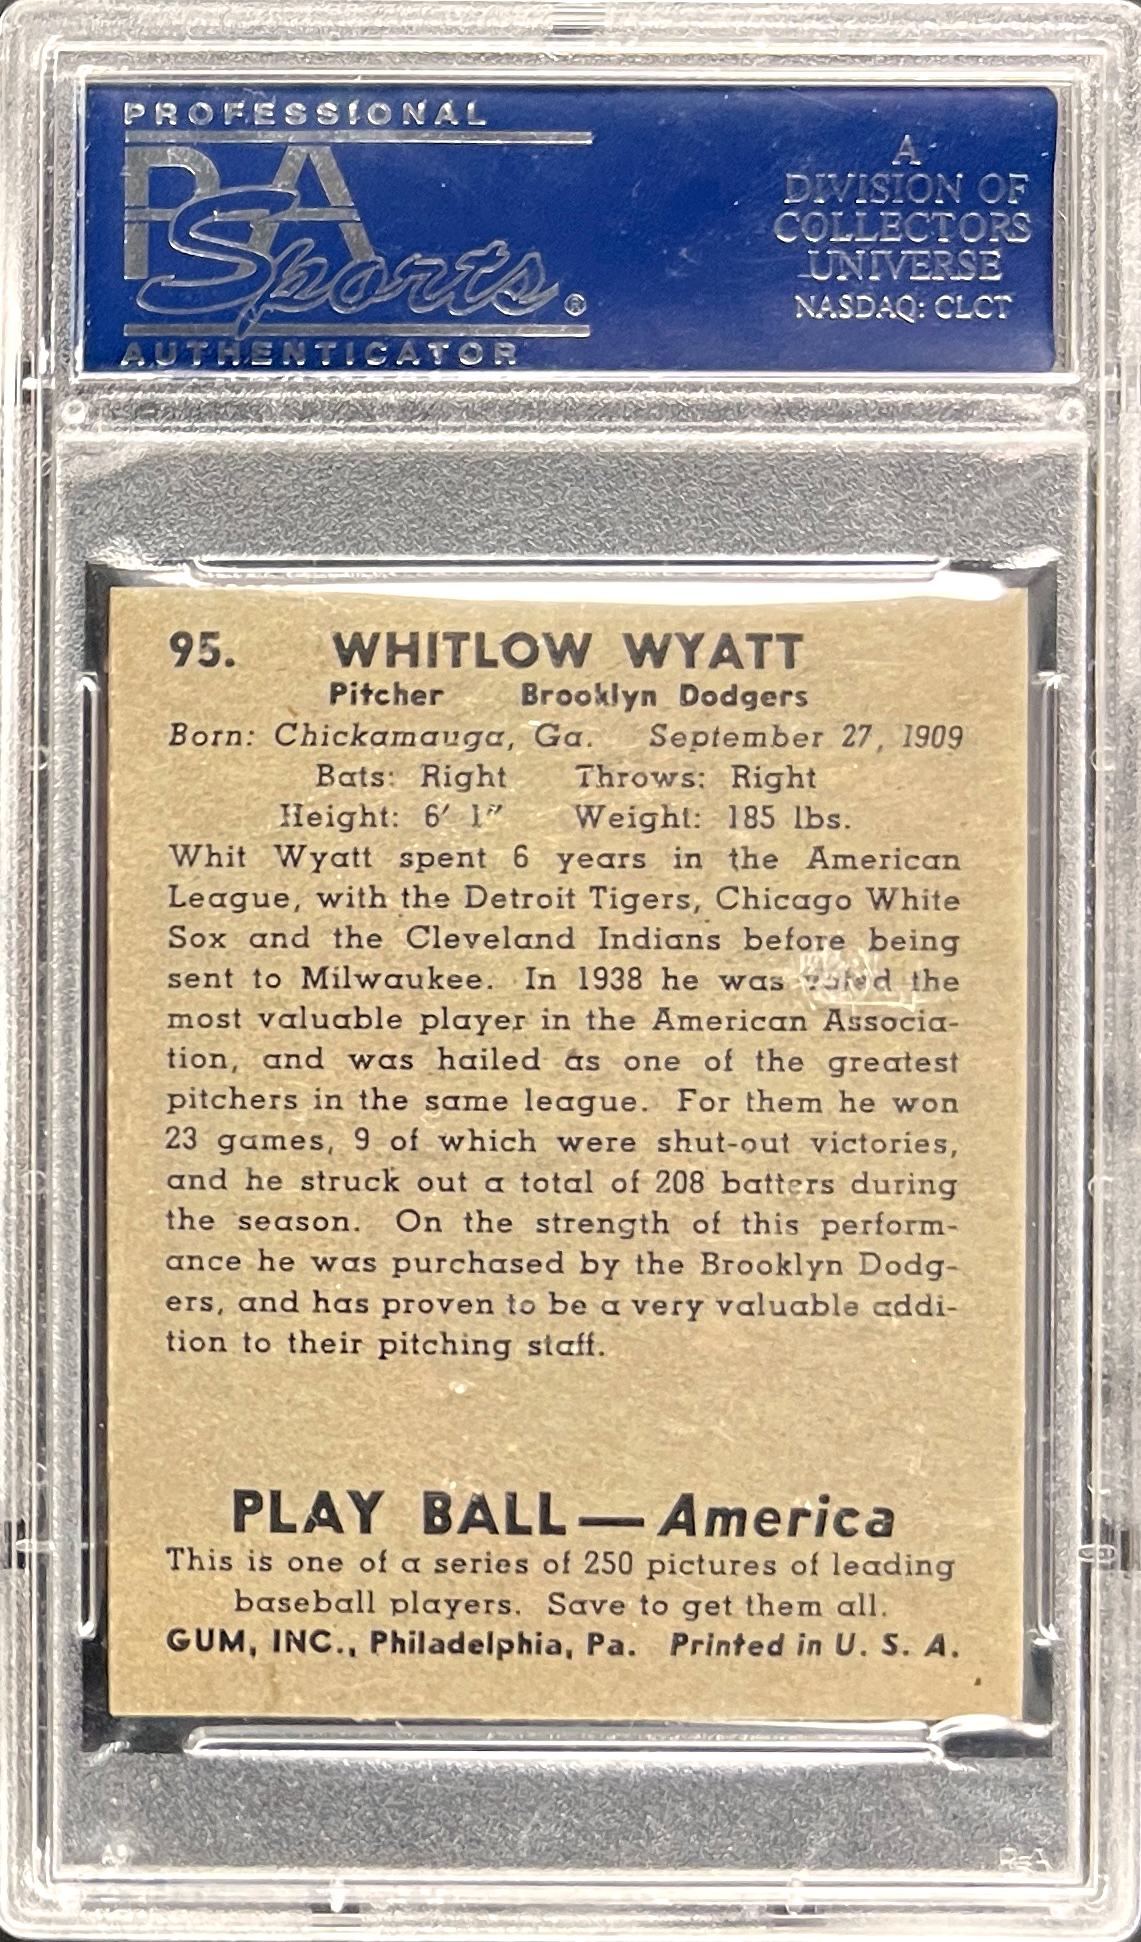 PROFESSIONAL
PSA
Sports®
AUTHENTICATOR
A
DIVISION OF
COLLECTORS
UNIVERSE
NASDAQ: CLCT
95. WHITLOW WYATT
Pitcher Brooklyn Dodgers
Born: Chickamauga, Ga. September 27, 1909
Bats: Right Throws: Right
Height: 6′ 1″ Weight: 185 lbs.
Whit Wyatt spent 6 years in the American
League, with the Detroit Tigers, Chicago White
Sox and the Cleveland Indians before being
sent to Milwaukee. In 1938 he was the
most valuable player in the American Associa-
tion, and was hailed as one of the greatest
pitchers in the same league. For them he won
23 games, 9 of which were shut-out victories,
and he struck out a total of 208 batters during
the season. On the strength of this perform-
ance he was purchased by the Brooklyn Dodg-
ers, and has proven to be a very valuable addi-
tion to their pitching staff.
PLAY BALL — America
This is one of a series of 250 pictures of leading
baseball players. Save to get them all.
GUM, INC., Philadelphia, Pa. Printed in U. S. A.